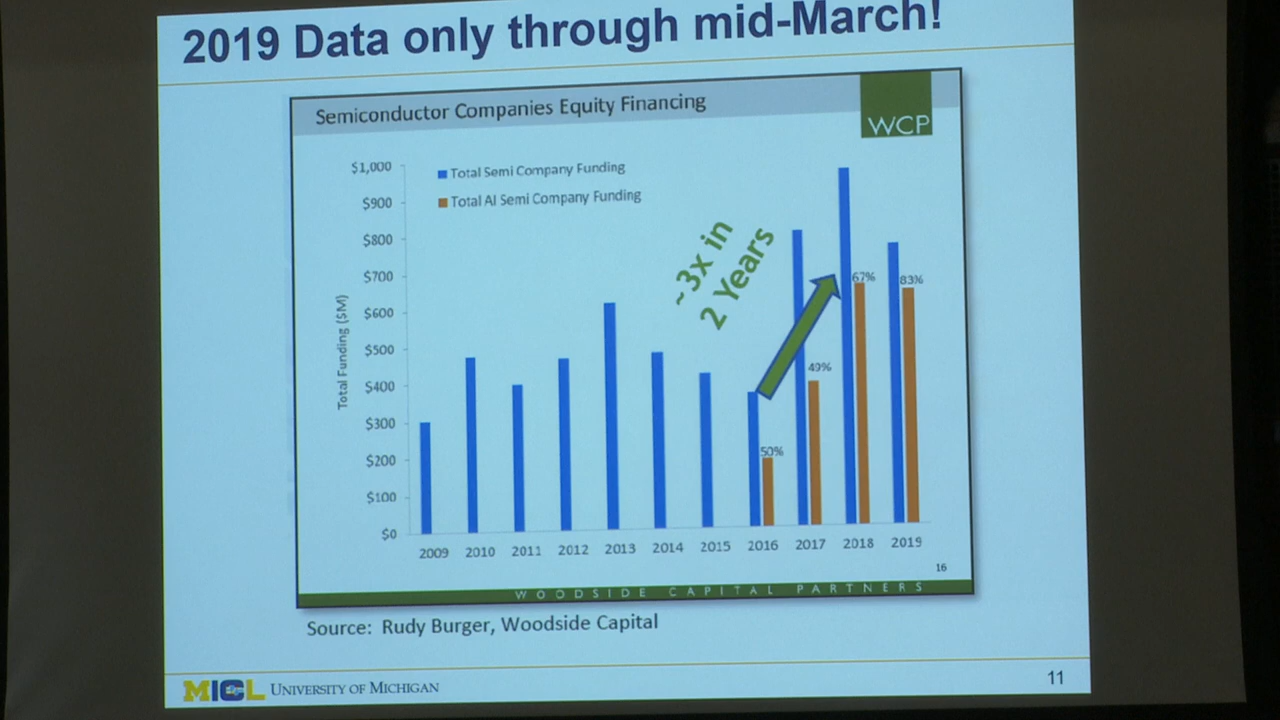 2019 Data only through mid-March!
Semiconductor Companies Equity Financing
WCP
Total Funding ($M)
$1,000
$900
$800
$700
$600
$500
$400
$300
$200
$100
$0
Total Semi Company Funding
Total AI Semi Company Funding
~3x in
2 Years
50%
49%
67%
83%
2009 2010 2011 2012 2013 2014 2015 2016 2017 2018 2019
16
WOODSIDE CAPITAL PARTNERS
Source: Rudy Burger, Woodside Capital
MICL UNIVERSITY OF MICHIGAN
11